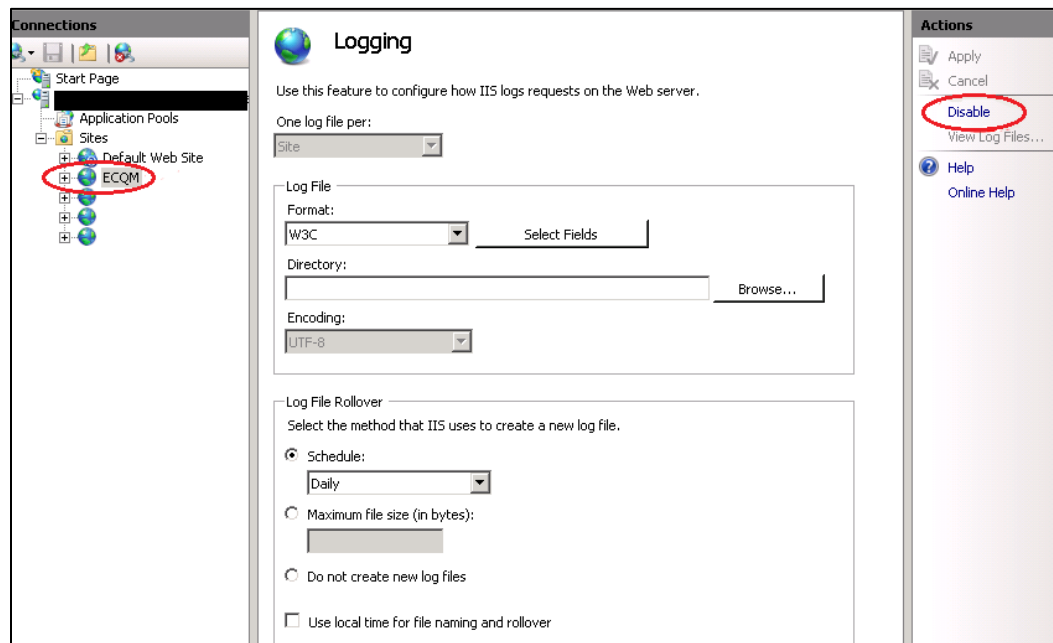 Connections
Start Page
Application Pools
Sites
Default Web Site
ECQM
Logging
Use this feature to configure how IIS logs requests on the Web server.
One log file per:
Site
Log File
Format:
W3C
Select Fields
Directory:
Browse...
Encoding:
UTF-8
Log File Rollover
Select the method that IIS uses to create a new log file.
Schedule:
Daily
Maximum file size (in bytes):
Do not create new log files
Use local time for file naming and rollover
Actions
Apply
Cancel
Disable
View Log Files...
Help
Online Help